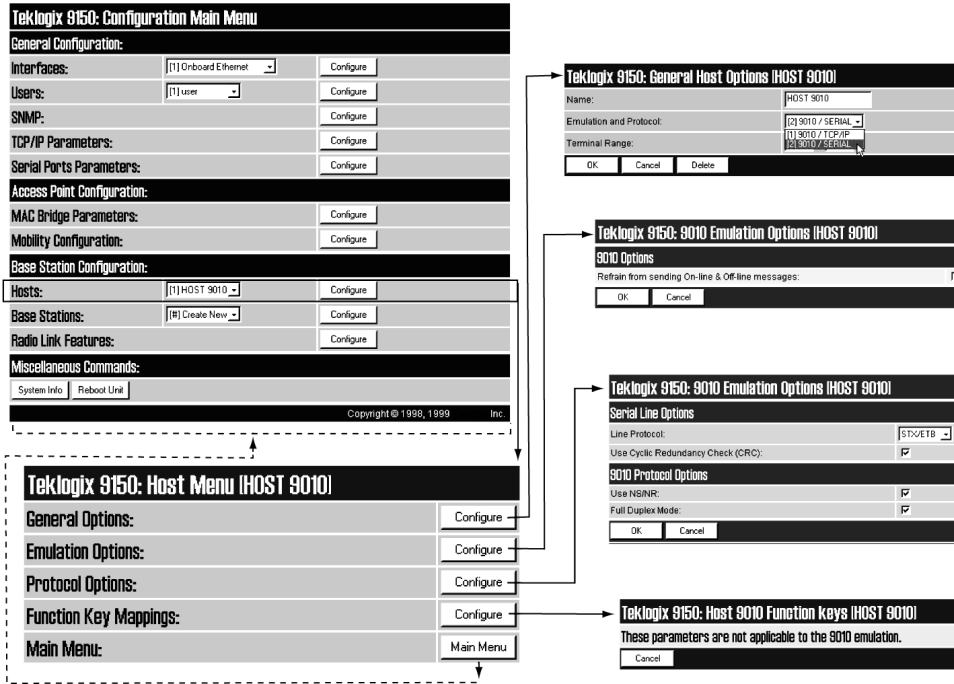 Teklogix 9150: Configuration Main Menu
General Configuration:
Interfaces: [1] Onboard Ethernet Configure
Users: [1] user Configure
SNMP: Configure
TCP/IP Parameters: Configure
Serial Ports Parameters: Configure
Access Point Configuration:
MAC Bridge Parameters: Configure
Mobility Configuration: Configure
Base Station Configuration:
Hosts: [1] HOST 9010 Configure
Base Stations: [#] Create New Configure
Radio Link Features: Configure
Miscellaneous Commands:
System Info Reboot Unit
Copyright © 1998, 1999 Inc.
Teklogix 9150: Host Menu [HOST 9010]
General Options: Configure
Emulation Options: Configure
Protocol Options: Configure
Function Key Mappings: Configure
Main Menu: Main Menu
Teklogix 9150: General Host Options [HOST 9010]
Name: HOST 9010
Emulation and Protocol: [2] 9010 / SERIAL
[1] 9010 / TCP/IP
Terminal Range: [2] 9010 / SERIAL
OK Cancel Delete
Teklogix 9150: 9010 Emulation Options [HOST 9010]
9010 Options
Refrain from sending On-line & Off-line messages:
OK Cancel
Teklogix 9150: 9010 Emulation Options [HOST 9010]
Serial Line Options
Line Protocol: STX/ETB
Use Cyclic Redundancy Check (CRC):
9010 Protocol Options
Use NS/NR:
Full Duplex Mode:
OK Cancel
Teklogix 9150: Host 9010 Function keys [HOST 9010]
These parameters are not applicable to the 9010 emulation.
Cancel